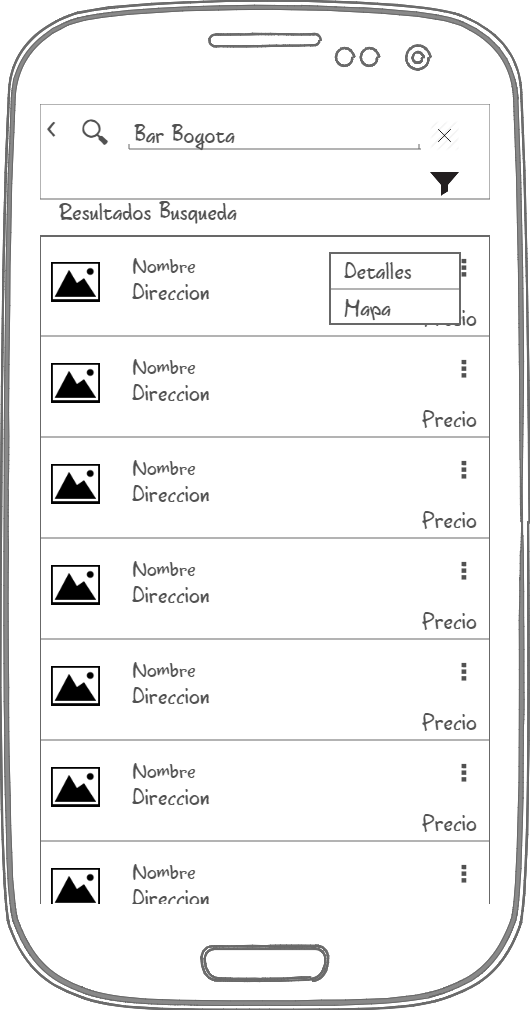 Bar Bogota
Resultados Busqueda
Nombre
Direccion
Detalles
Mapa
Nombre
Direccion
Precio
Nombre
Direccion
Precio
Nombre
Direccion
Precio
Nombre
Direccion
Precio
Nombre
Direccion
Precio
Nombre
Direccion